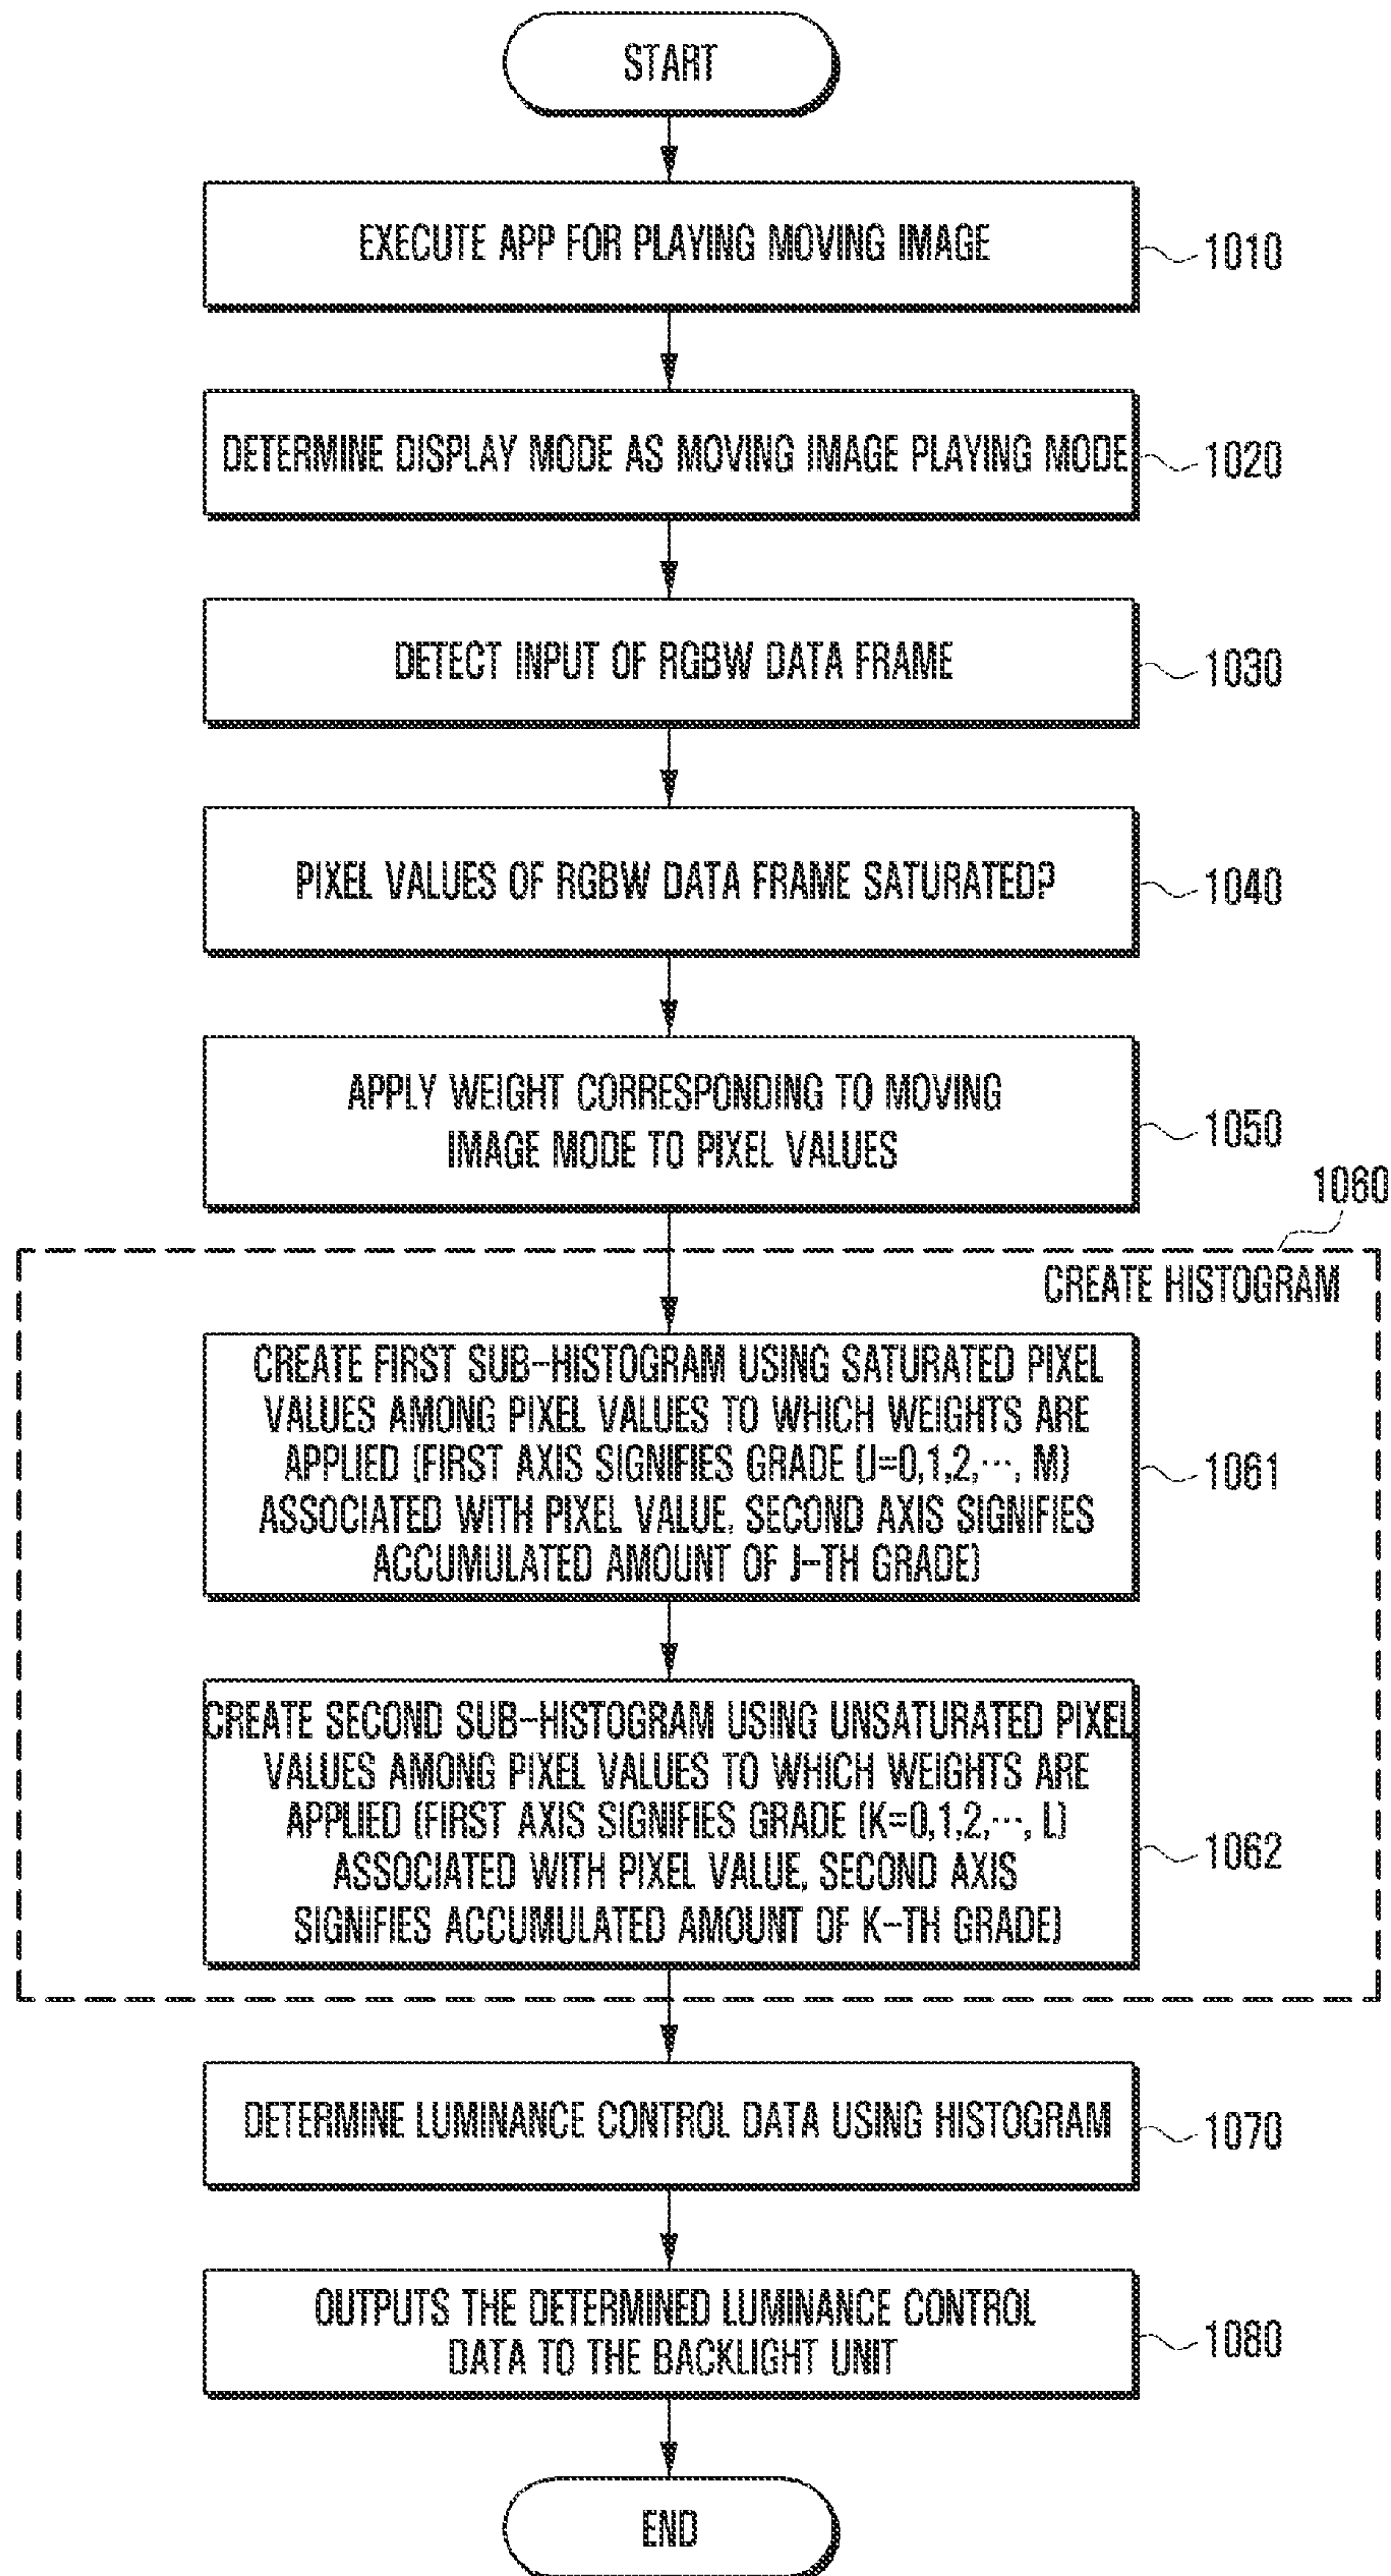 START
EXECUTE APP FOR PLAYING MOVING IMAGE
1010
DETERMINE DISPLAY MODE AS MOVING IMAGE PLAYING MODE
1020
DETECT INPUT OF RGBW DATA FRAME
1030
PIXEL VALUES OF RGBW DATA FRAME SATURATED?
1040
APPLY WEIGHT CORRESPONDING TO MOVING
IMAGE MODE TO PIXEL VALUES
1050
1060
CREATE HISTOGRAM
CREATE FIRST SUB-HISTOGRAM USING SATURATED PIXEL
VALUES AMONG PIXEL VALUES TO WHICH WEIGHTS ARE
APPLIED (FIRST AXIS SIGNIFIES GRADE (J=0,1,2,···, M)
ASSOCIATED WITH PIXEL VALUE, SECOND AXIS SIGNIFIES
ACCUMULATED AMOUNT OF J-TH GRADE)
1061
CREATE SECOND SUB-HISTOGRAM USING UNSATURATED PIXEL
VALUES AMONG PIXEL VALUES TO WHICH WEIGHTS ARE
APPLIED (FIRST AXIS SIGNIFIES GRADE (K=0,1,2,···, L)
ASSOCIATED WITH PIXEL VALUE, SECOND AXIS
SIGNIFIES ACCUMULATED AMOUNT OF K-TH GRADE)
1062
DETERMINE LUMINANCE CONTROL DATA USING HISTOGRAM
1070
OUTPUTS THE DETERMINED LUMINANCE CONTROL
DATA TO THE BACKLIGHT UNIT
1080
END